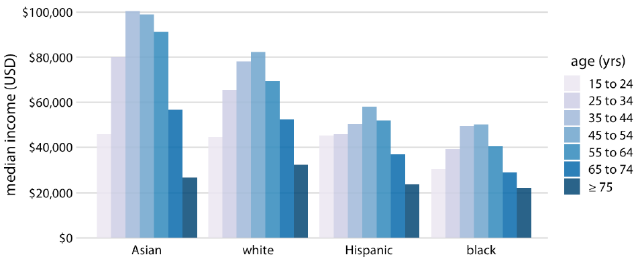 median income (USD)
$100,000
$80,000
$60,000
$40,000
$20,000
$0
Asian
white
Hispanic
black
age (yrs)
15 to 24
25 to 34
35 to 44
45 to 54
55 to 64
65 to 74
≥ 75